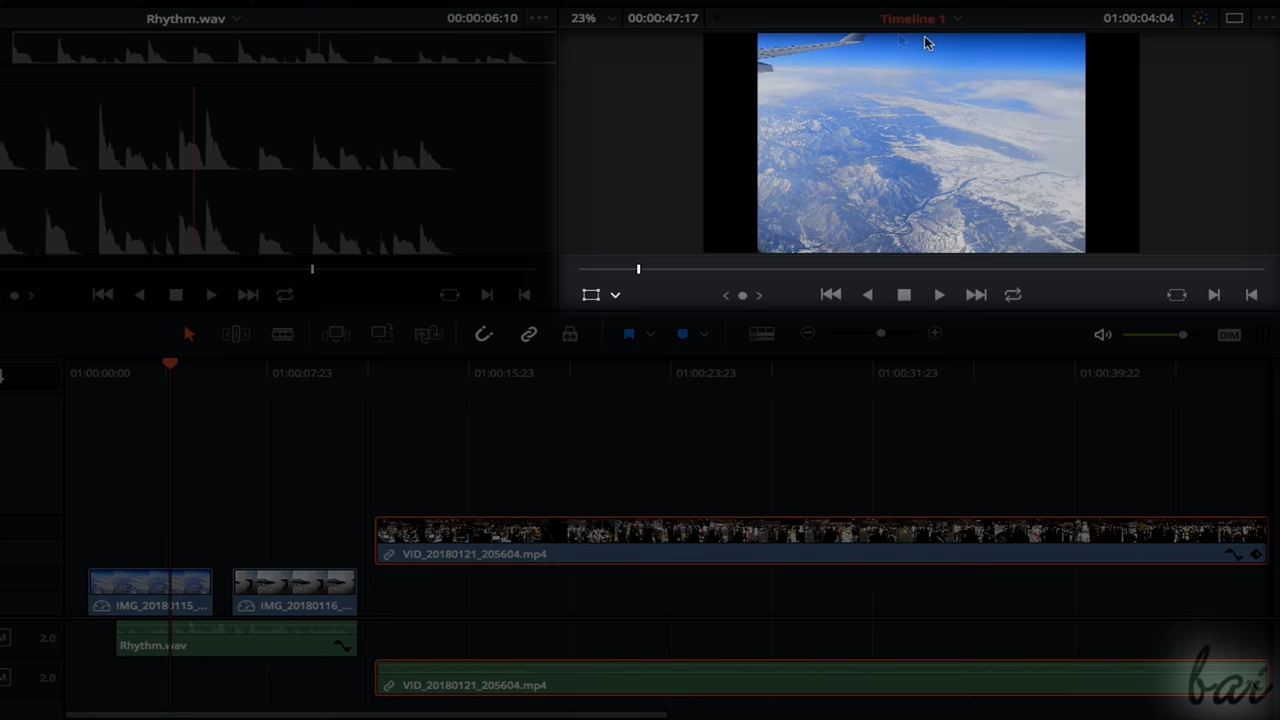 Rhythm.wav 00:00:06:10 23% 00:00:47:17 Timeline 1 01:00:04:04
DIM
01:00:00:00 01:00:07:23 01:00:15:23 01:00:23:23 01:00:31:23 01:00:39:22
VID_20180121_205604.mp4
IMG_20180115_... IMG_20180116_...
M 2.0 Rhythm.wav
M 2.0 VID_20180121_205604.mp4
bai